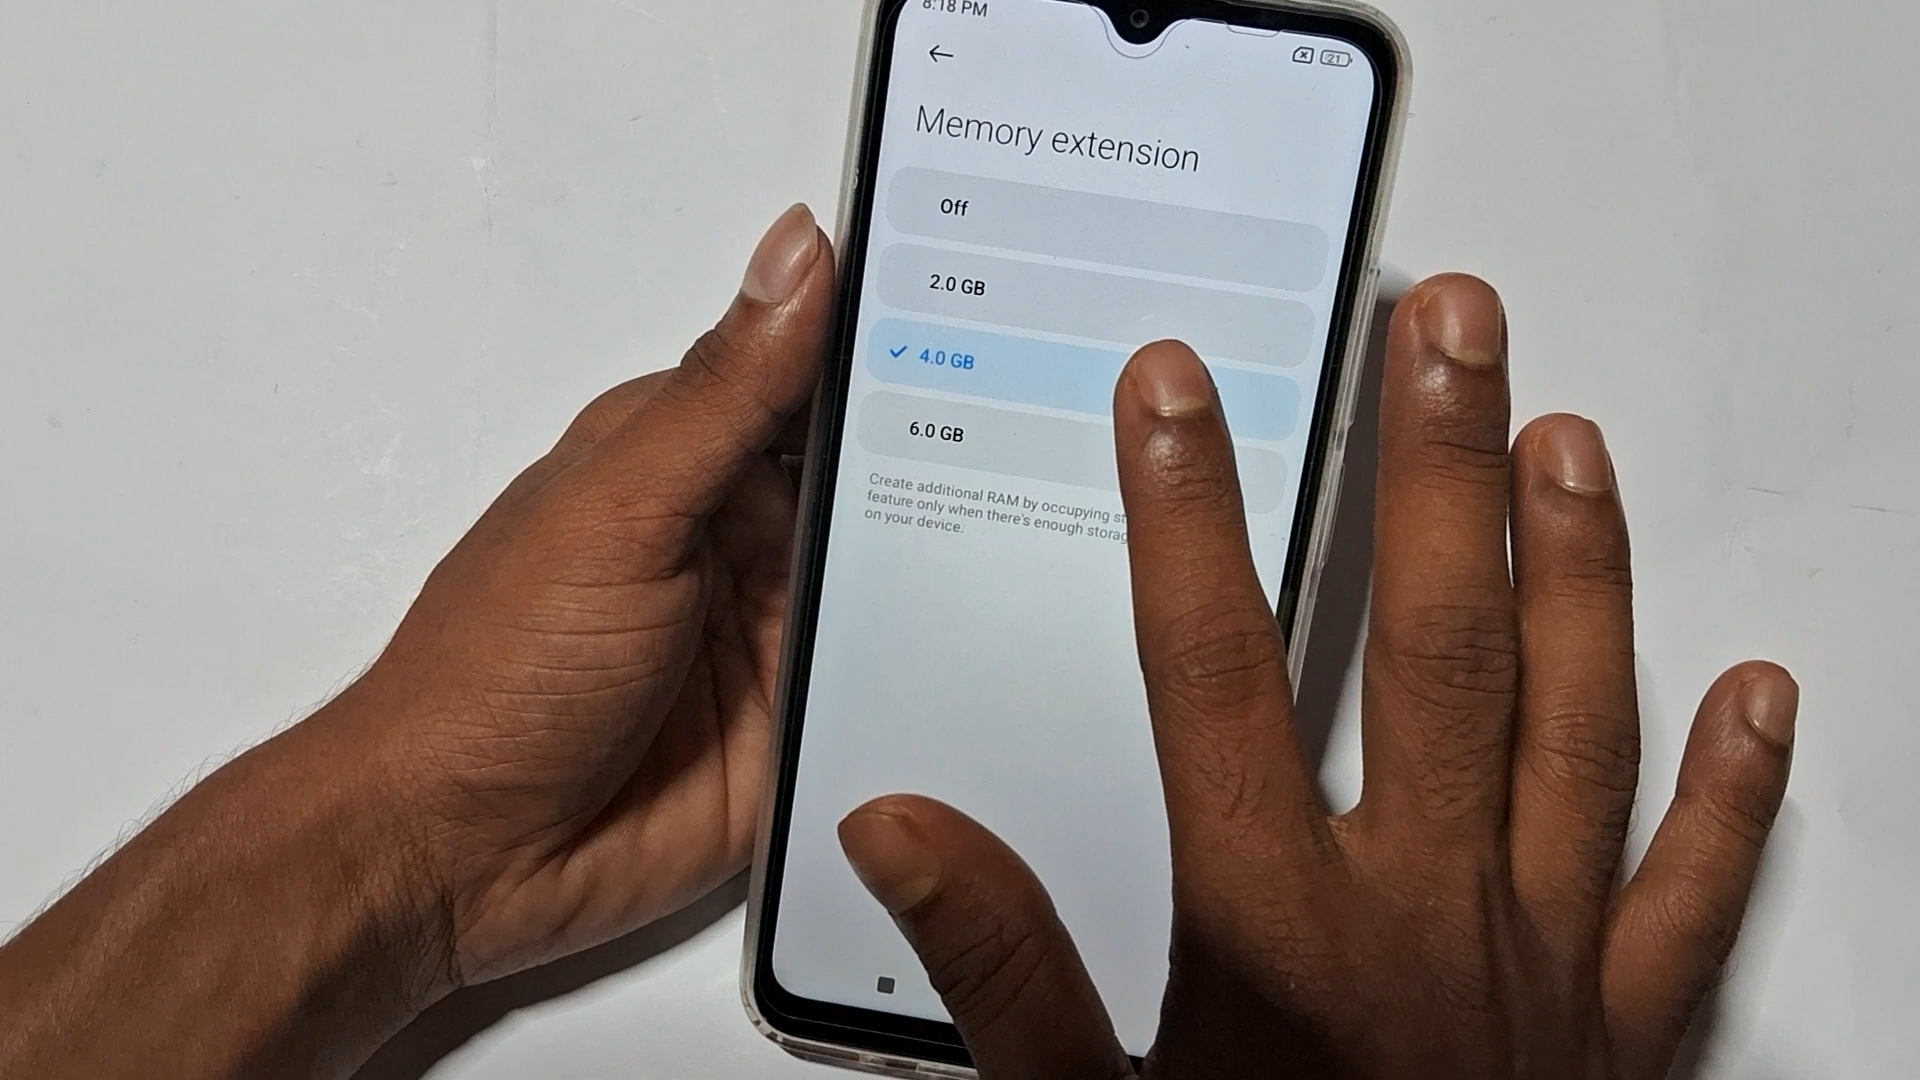 8:18 PM
21
Memory extension
Off
2.0 GB
4.0 GB
6.0 GB
Create additional RAM by occupying
feature only when there's enough
on your device.